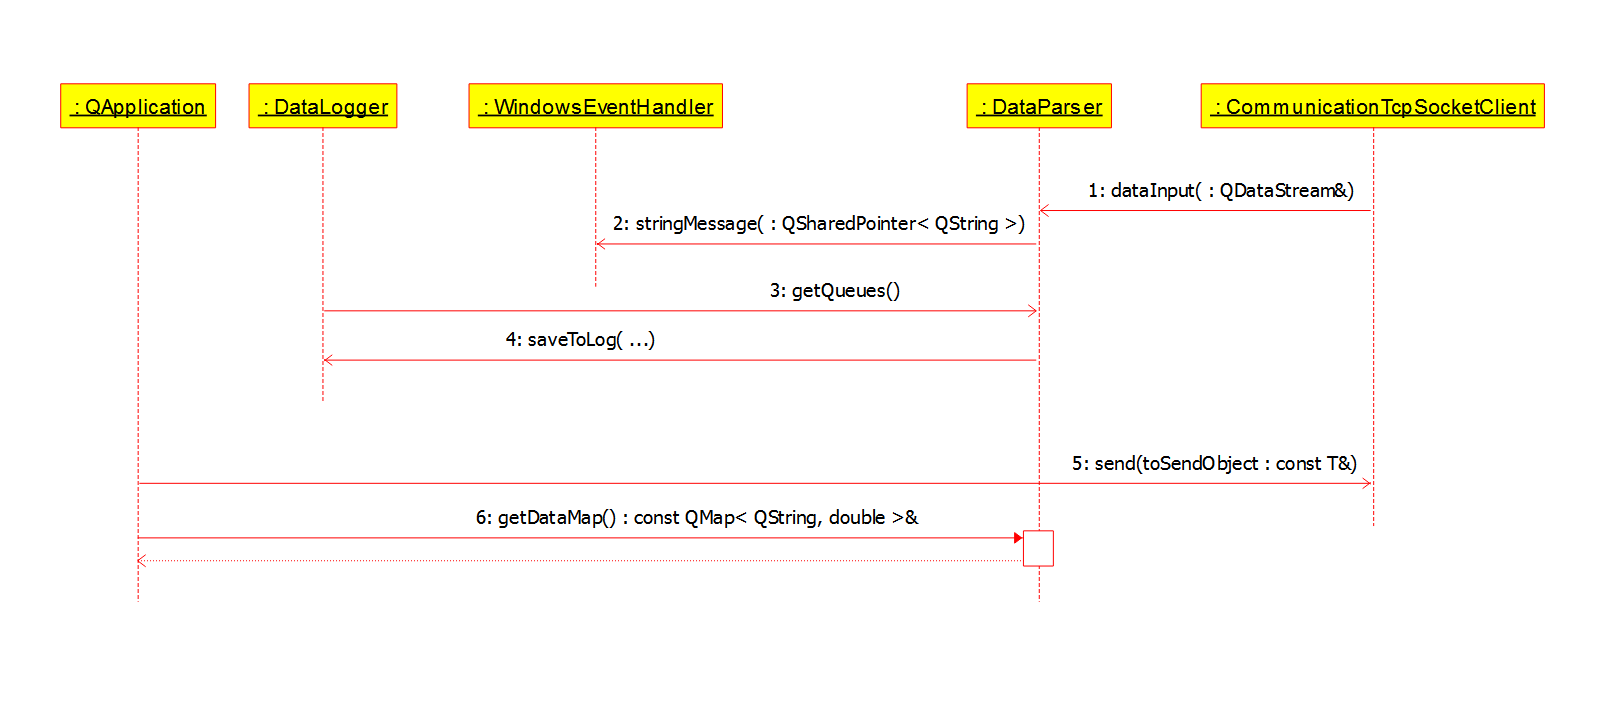 : QApplication
: DataLogger
: WindowsEventHandler
: DataParser
: CommunicationTcpSocketClient
1: dataInput( : QDataStream&)
2: stringMessage( : QSharedPointer< QString >)
3: getQueues()
4: saveToLog( ...)
5: send(toSendObject : const T&)
6: getDataMap() : const QMap< QString, double >&